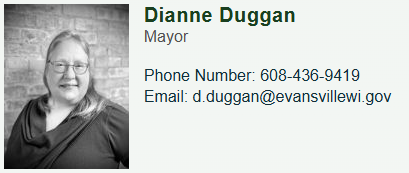 Dianne Duggan
Mayor
Phone Number: 608-436-9419
Email: d.duggan@evansvillewi.gov